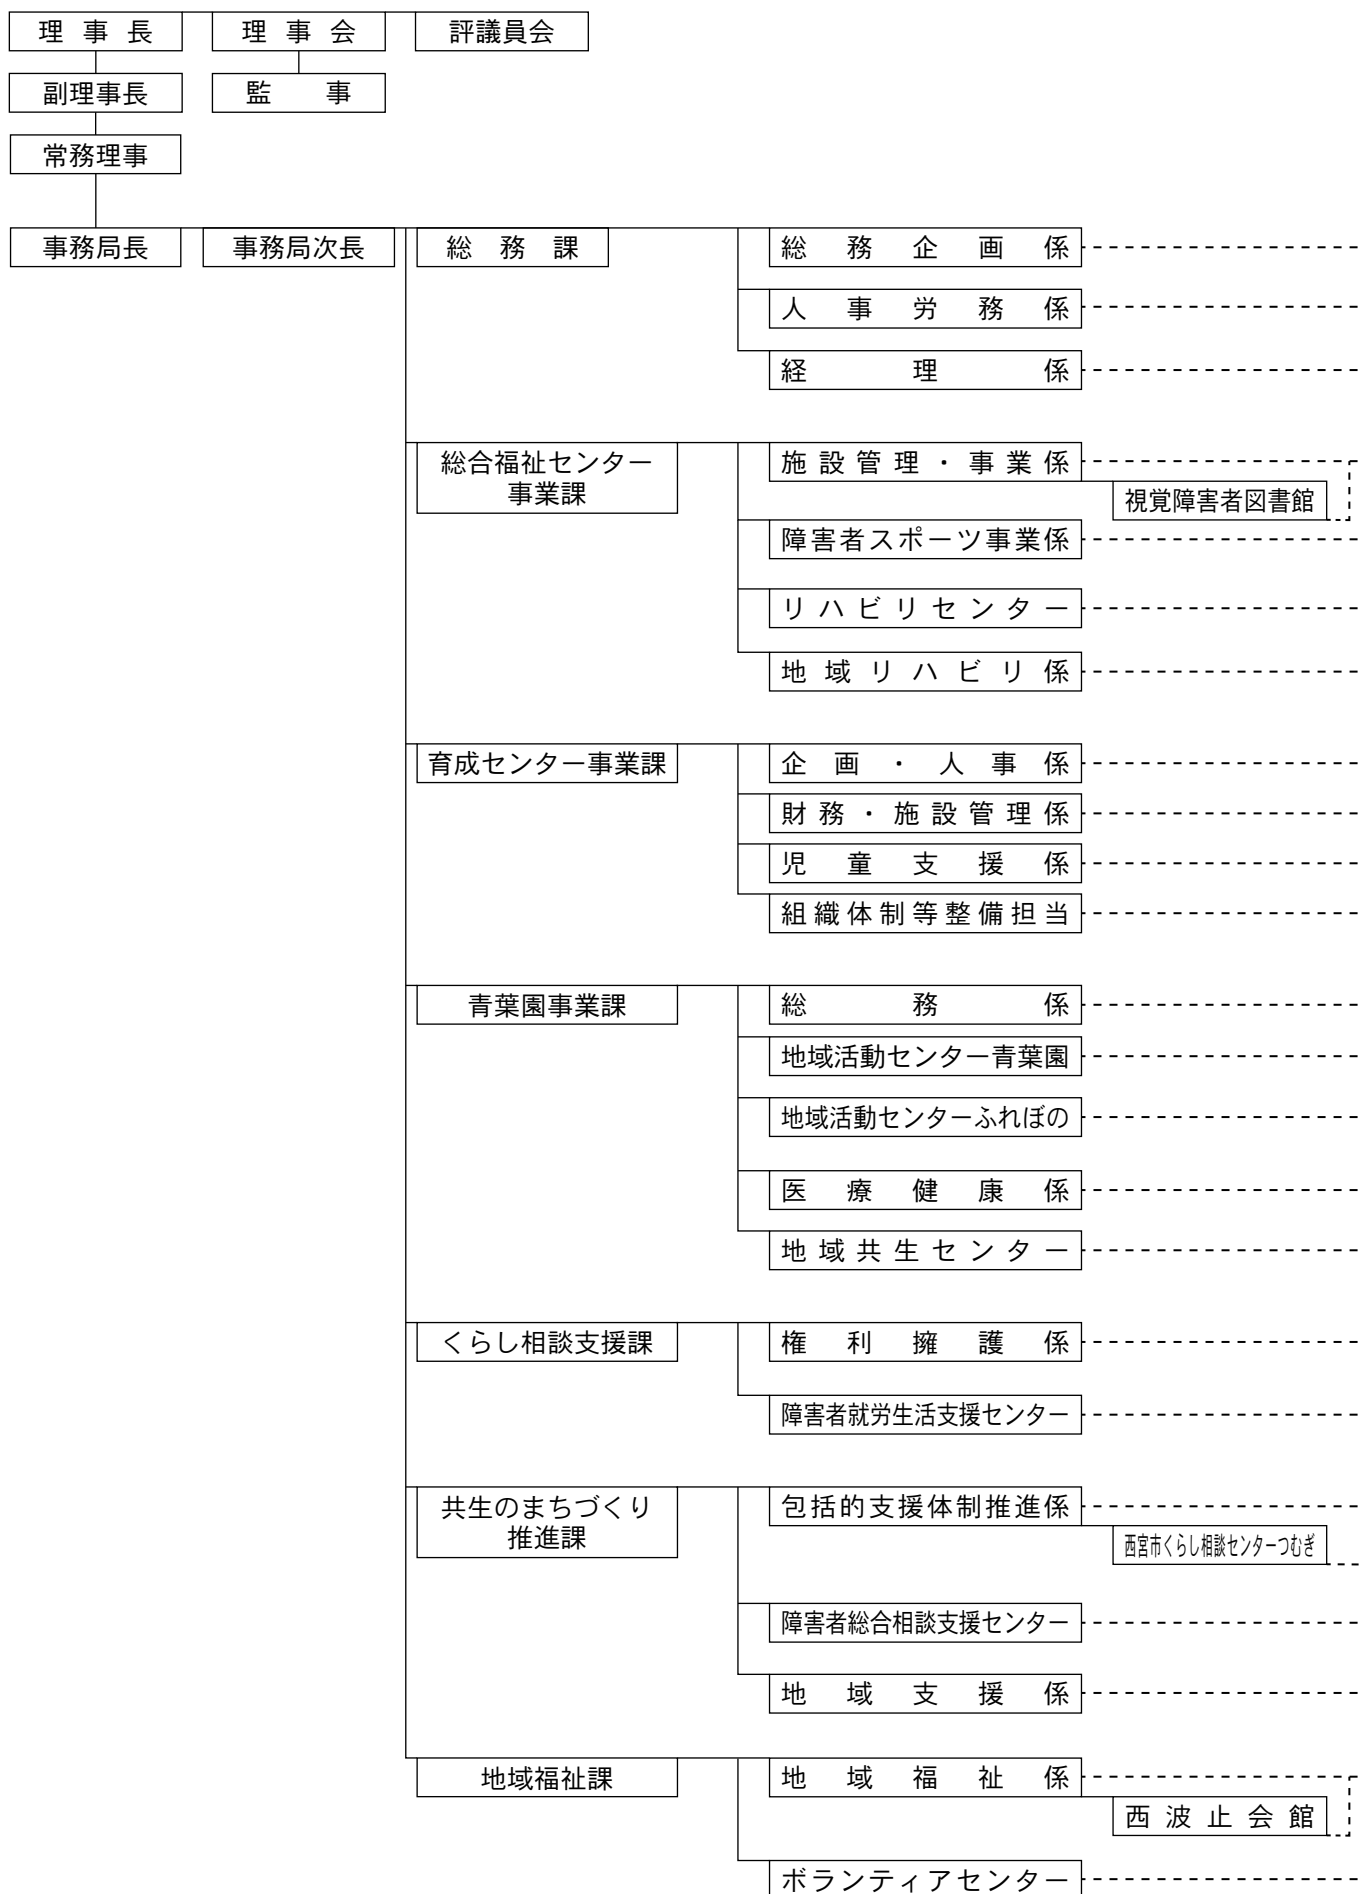 理事長
理事会
評議員会
副理事長
監事
常務理事
事務局長
事務局次長
総務課
総務企画係
人事労務係
経理係
総合福祉センター
事業課
施設管理・事業係
視覚障害者図書館
障害者スポーツ事業係
リハビリセンター
地域リハビリ係
育成センター事業課
企画・人事係
財務・施設管理係
児童支援係
組織体制等整備担当
青葉園事業課
総務係
地域活動センター青葉園
地域活動センターふれぼの
医療健康係
地域共生センター
くらし相談支援課
権利擁護係
障害者就労生活支援センター
共生のまちづくり
推進課
包括的支援体制推進係
西宮市くらし相談センターつむぎ
障害者総合相談支援センター
地域支援係
地域福祉課
地域福祉係
西波止会館
ボランティアセンター